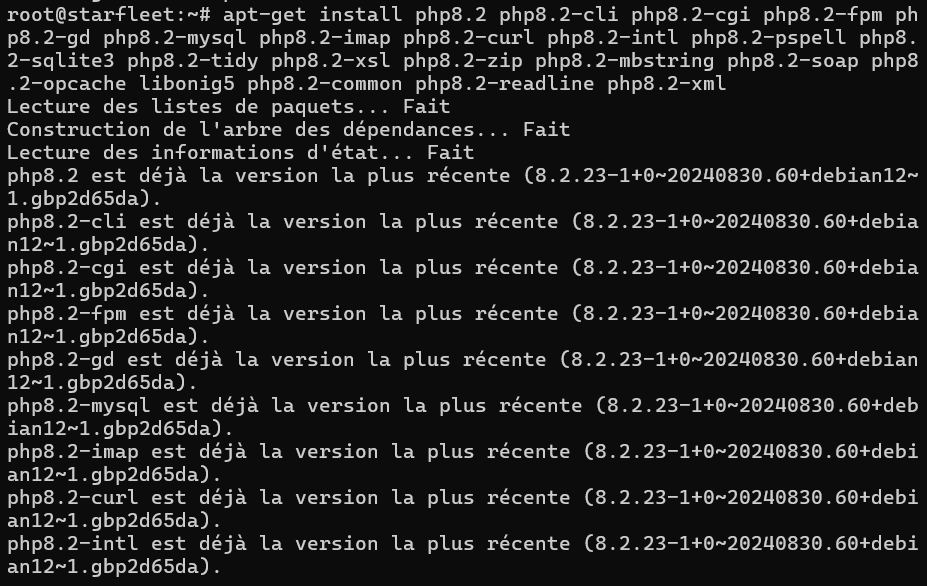 root@starfleet:~# apt-get install php8.2 php8.2-cli php8.2-cgi php8.2-fpm ph
p8.2-gd php8.2-mysql php8.2-imap php8.2-curl php8.2-intl php8.2-pspell php8.
2-sqlite3 php8.2-tidy php8.2-xsl php8.2-zip php8.2-mbstring php8.2-soap php8
.2-opcache libonig5 php8.2-common php8.2-readline php8.2-xml
Lecture des listes de paquets... Fait
Construction de l'arbre des dépendances... Fait
Lecture des informations d'état... Fait
php8.2 est déjà la version la plus récente (8.2.23-1+0~20240830.60+debian12~
1.gbp2d65da).
php8.2-cli est déjà la version la plus récente (8.2.23-1+0~20240830.60+debia
n12~1.gbp2d65da).
php8.2-cgi est déjà la version la plus récente (8.2.23-1+0~20240830.60+debia
n12~1.gbp2d65da).
php8.2-fpm est déjà la version la plus récente (8.2.23-1+0~20240830.60+debia
n12~1.gbp2d65da).
php8.2-gd est déjà la version la plus récente (8.2.23-1+0~20240830.60+debian
12~1.gbp2d65da).
php8.2-mysql est déjà la version la plus récente (8.2.23-1+0~20240830.60+deb
ian12~1.gbp2d65da).
php8.2-imap est déjà la version la plus récente (8.2.23-1+0~20240830.60+debi
an12~1.gbp2d65da).
php8.2-curl est déjà la version la plus récente (8.2.23-1+0~20240830.60+debi
an12~1.gbp2d65da).
php8.2-intl est déjà la version la plus récente (8.2.23-1+0~20240830.60+debi
an12~1.gbp2d65da).